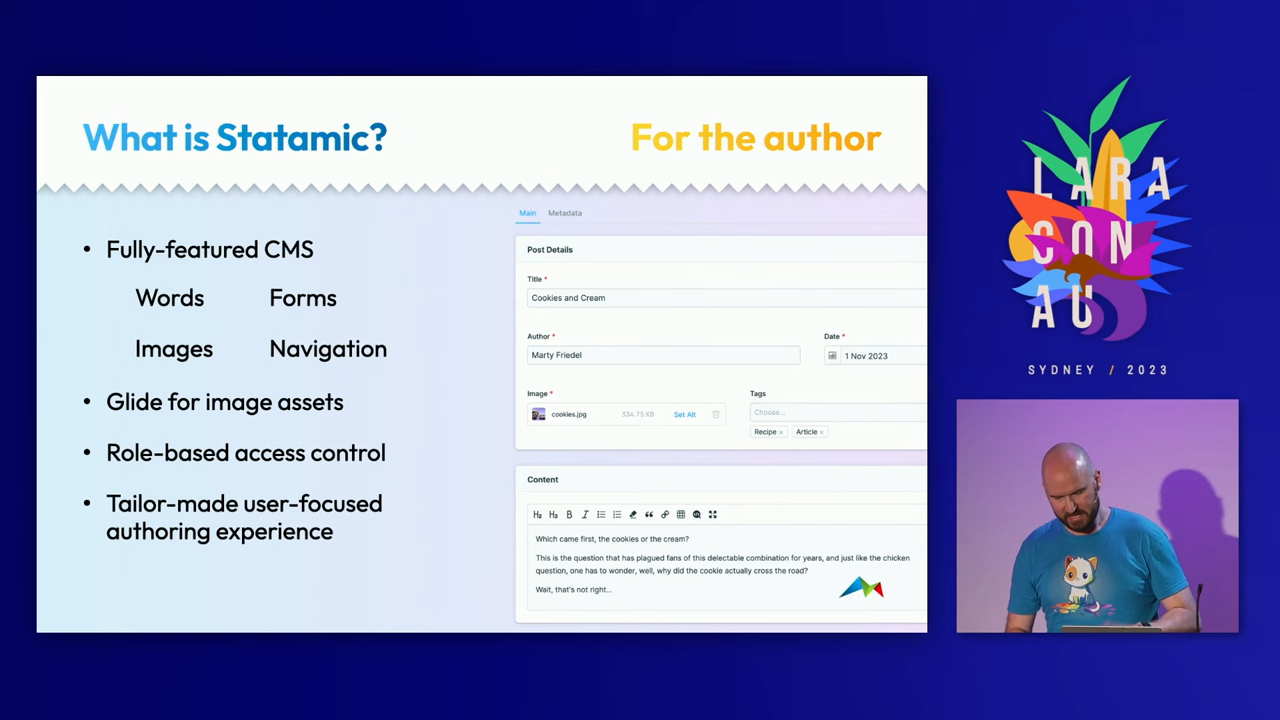 What is Statamic?
For the author
• Fully-featured CMS
Words Forms
Images Navigation
• Glide for image assets
• Role-based access control
• Tailor-made user-focused
authoring experience
Main Metadata
Post Details
Title *
Cookies and Cream
Author * Date *
Marty Friedel 1 Nov 2023
Image * Tags
cookies.jpg 334.75 KB Set Alt Choose...
Recipe × Article ×
Content
H2 H3 B I
Which came first, the cookies or the cream?
This is the question that has plagued fans of this delectable combination for years, and just like the chicken
question, one has to wonder, well, why did the cookie actually cross the road?
Wait, that's not right...
LARA
CON
AU
SYDNEY / 2023